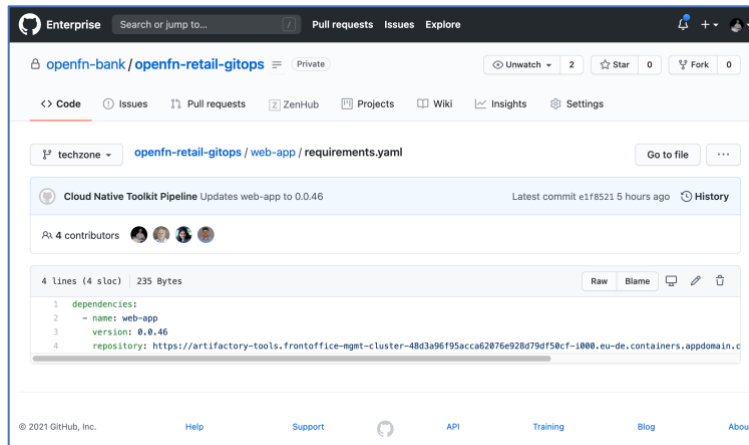 Enterprise Search or jump to... / Pull requests Issues Explore
openfn-bank / openfn-retail-gitops Private Unwatch 2 Star 0 Fork 0
Code Issues Pull requests ZenHub Projects Wiki Insights Settings
techzone openfn-retail-gitops / web-app / requirements.yaml Go to file ...
Cloud Native Toolkit Pipeline Updates web-app to 0.0.46 Latest commit e1f8521 5 hours ago History
4 contributors
4 lines (4 sloc) 235 Bytes Raw Blame
1 dependencies:
2 - name: web-app
3 version: 0.0.46
4 repository: https://artifactory-tools.frontoffice-mgmt-cluster-48d3a96f95acca62076e928d79df50cf-i000.eu-de.containers.appdomain.c
© 2021 GitHub, Inc. Help Support API Training Blog Abou